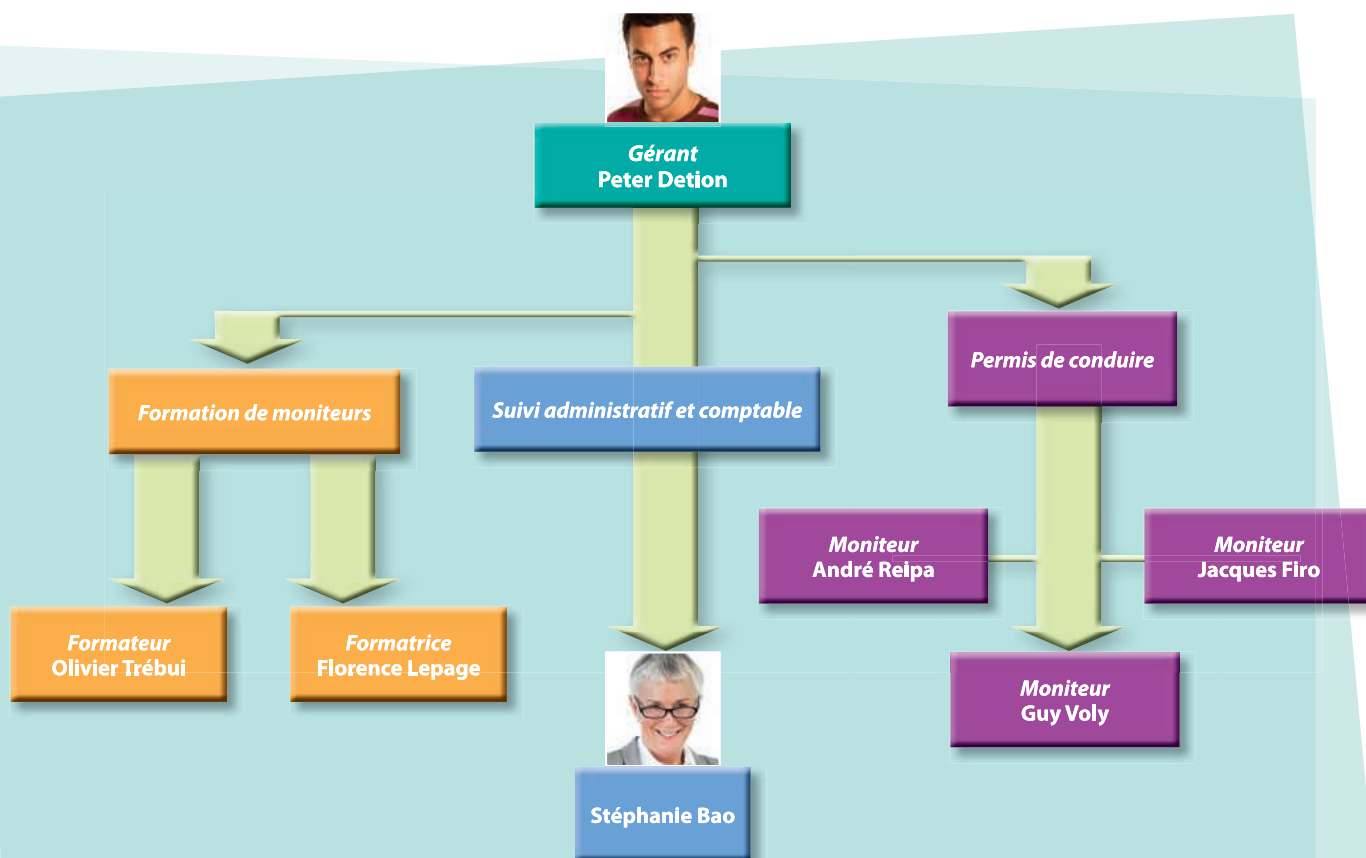 Gérant
Peter Detion
Permis de conduire
Formation de moniteurs
Suivi administratif et comptable
Moniteur
André Reipa
Moniteur
Jacques Firo
Formateur
Olivier Trébui
Formatrice
Florence Lepage
Moniteur
Guy Voly
Stéphanie Bao